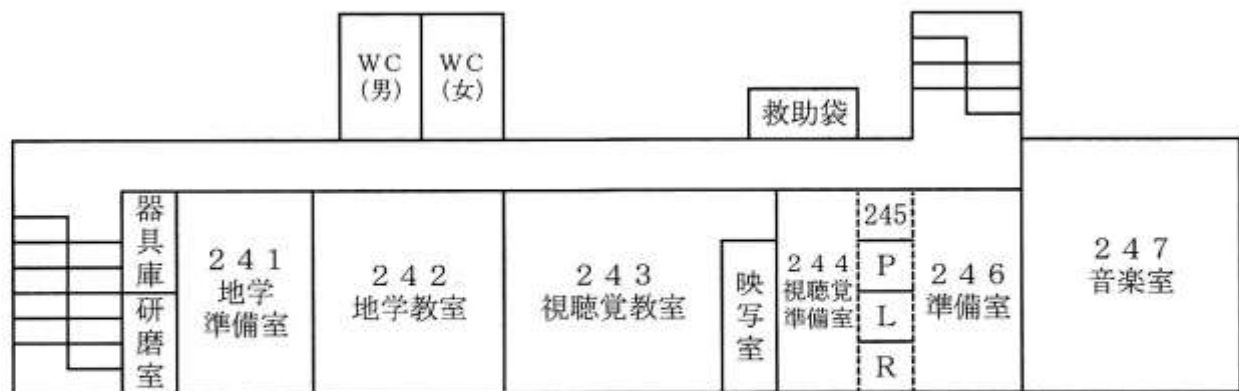 WC
(男)
WC
(女)
救助袋
器具庫
研磨室
241
地学
準備室
242
地学教室
243
視聴覚教室
映写室
244
視聴覚
準備室
245
P
L
R
246
準備室
247
音楽室